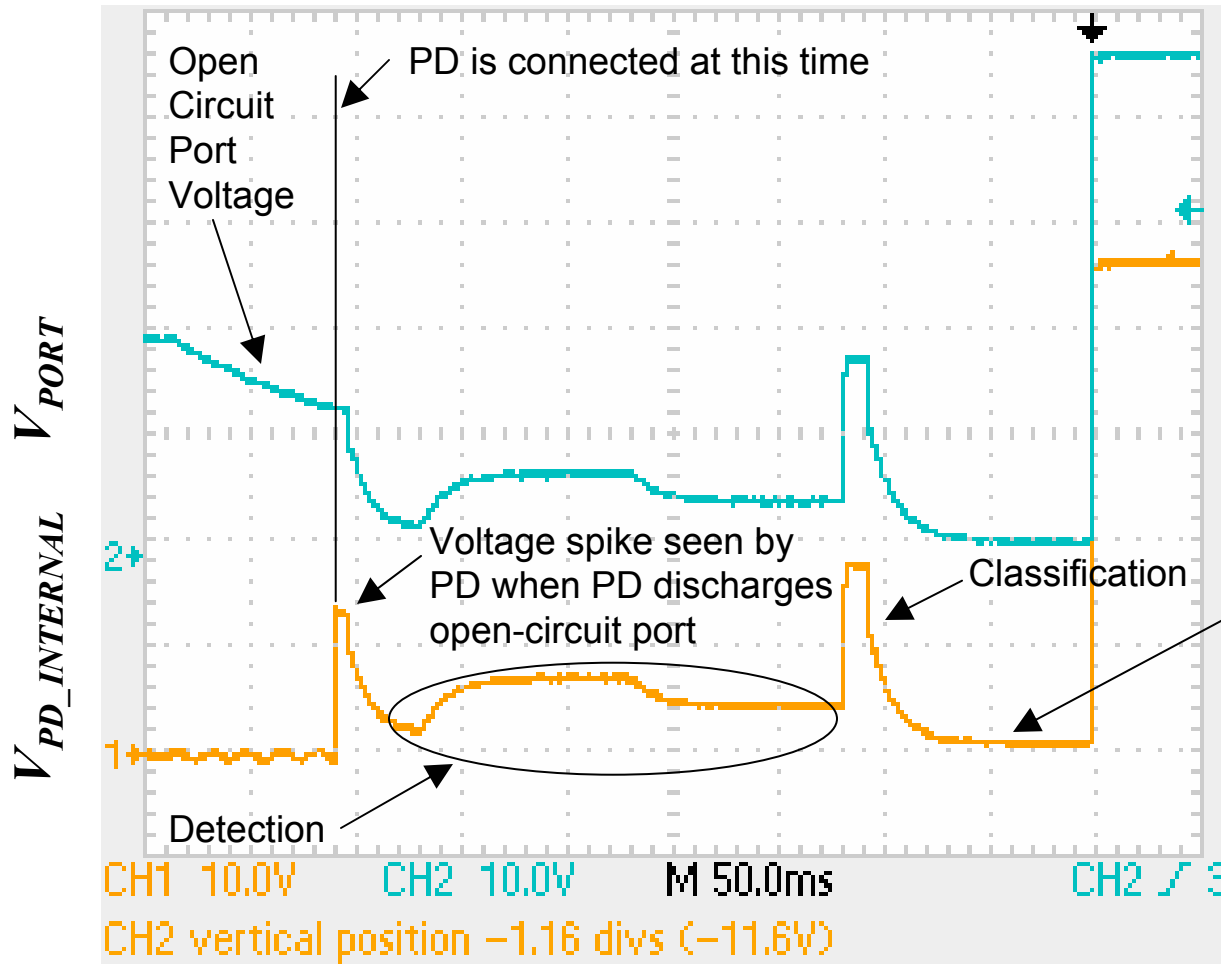 Open
Circuit
Port
Voltage
PD is connected at this time
V PORT
V PD_INTERNAL
2
1
Voltage spike seen by
PD when PD discharges
open-circuit port
Classification
Detection
CH1 10.0V
CH2 10.0V
M 50.0ms
CH2
CH2 vertical position -1.16 divs (-11.6V)